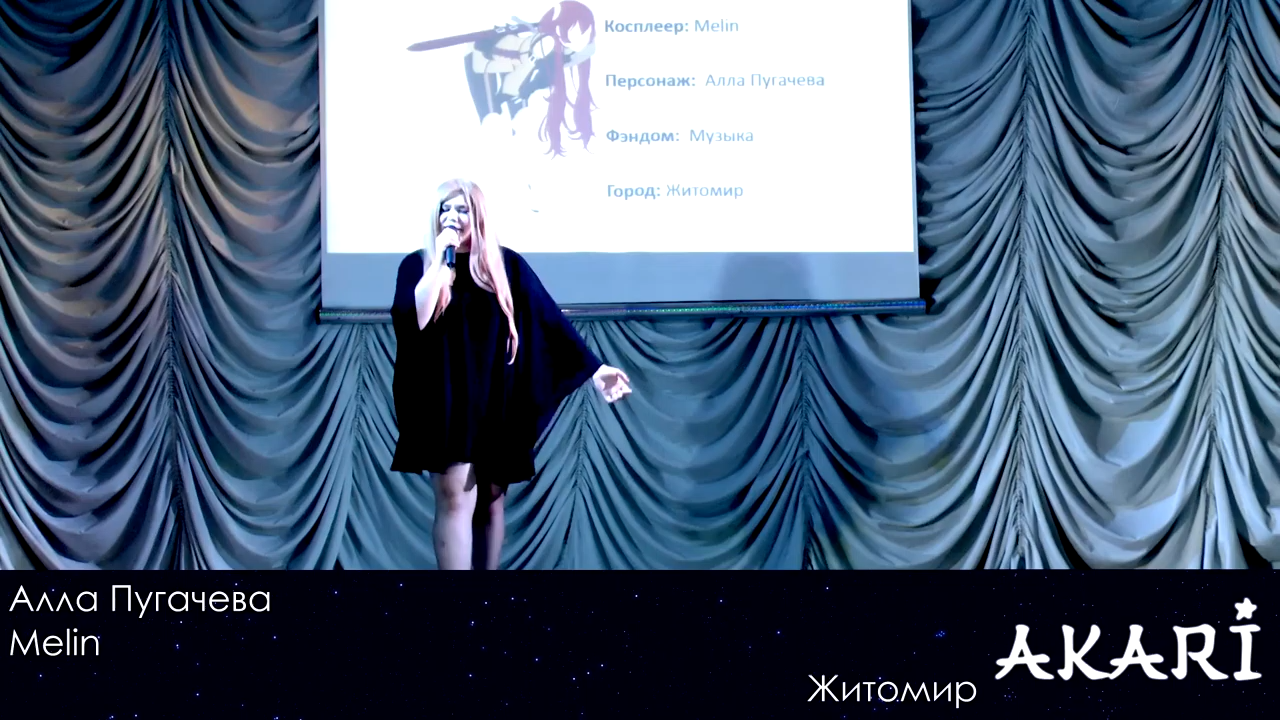 Косплеер: Melin
Персонаж: Алла Пугачева
Фэндом: Музыка
Город: Житомир
Алла Пугачева
Melin
Житомир
AKARI